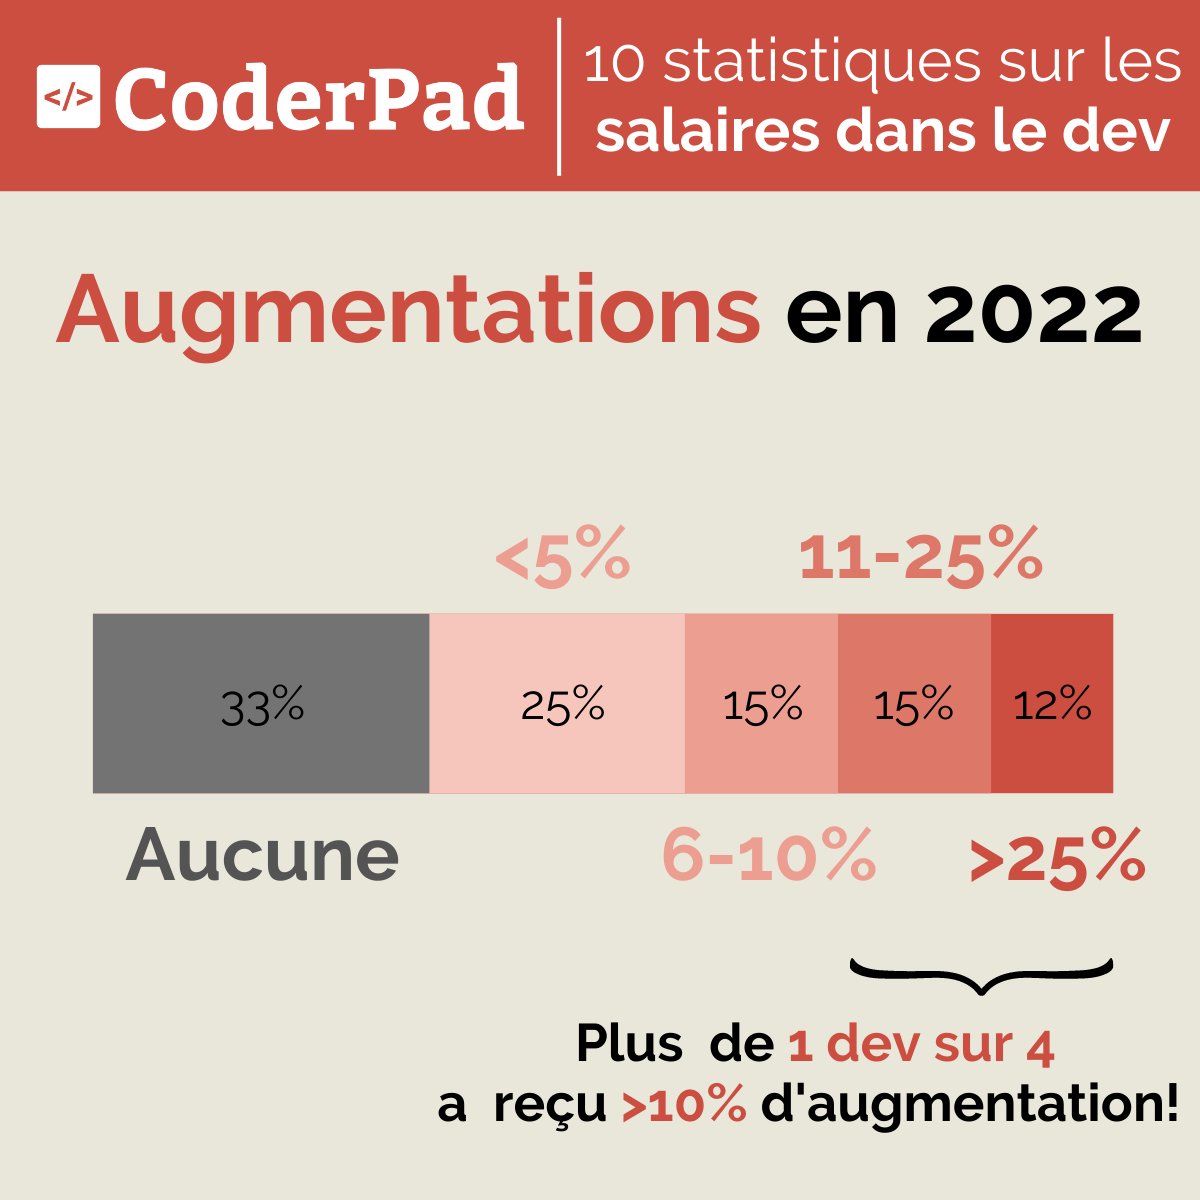 </> CoderPad
10 statistiques sur les
salaires dans le dev
Augmentations en 2022
<5% 11-25%
33% 25% 15% 15% 12%
Aucune 6-10% >25%
Plus de 1 dev sur 4
a reçu >10% d'augmentation!